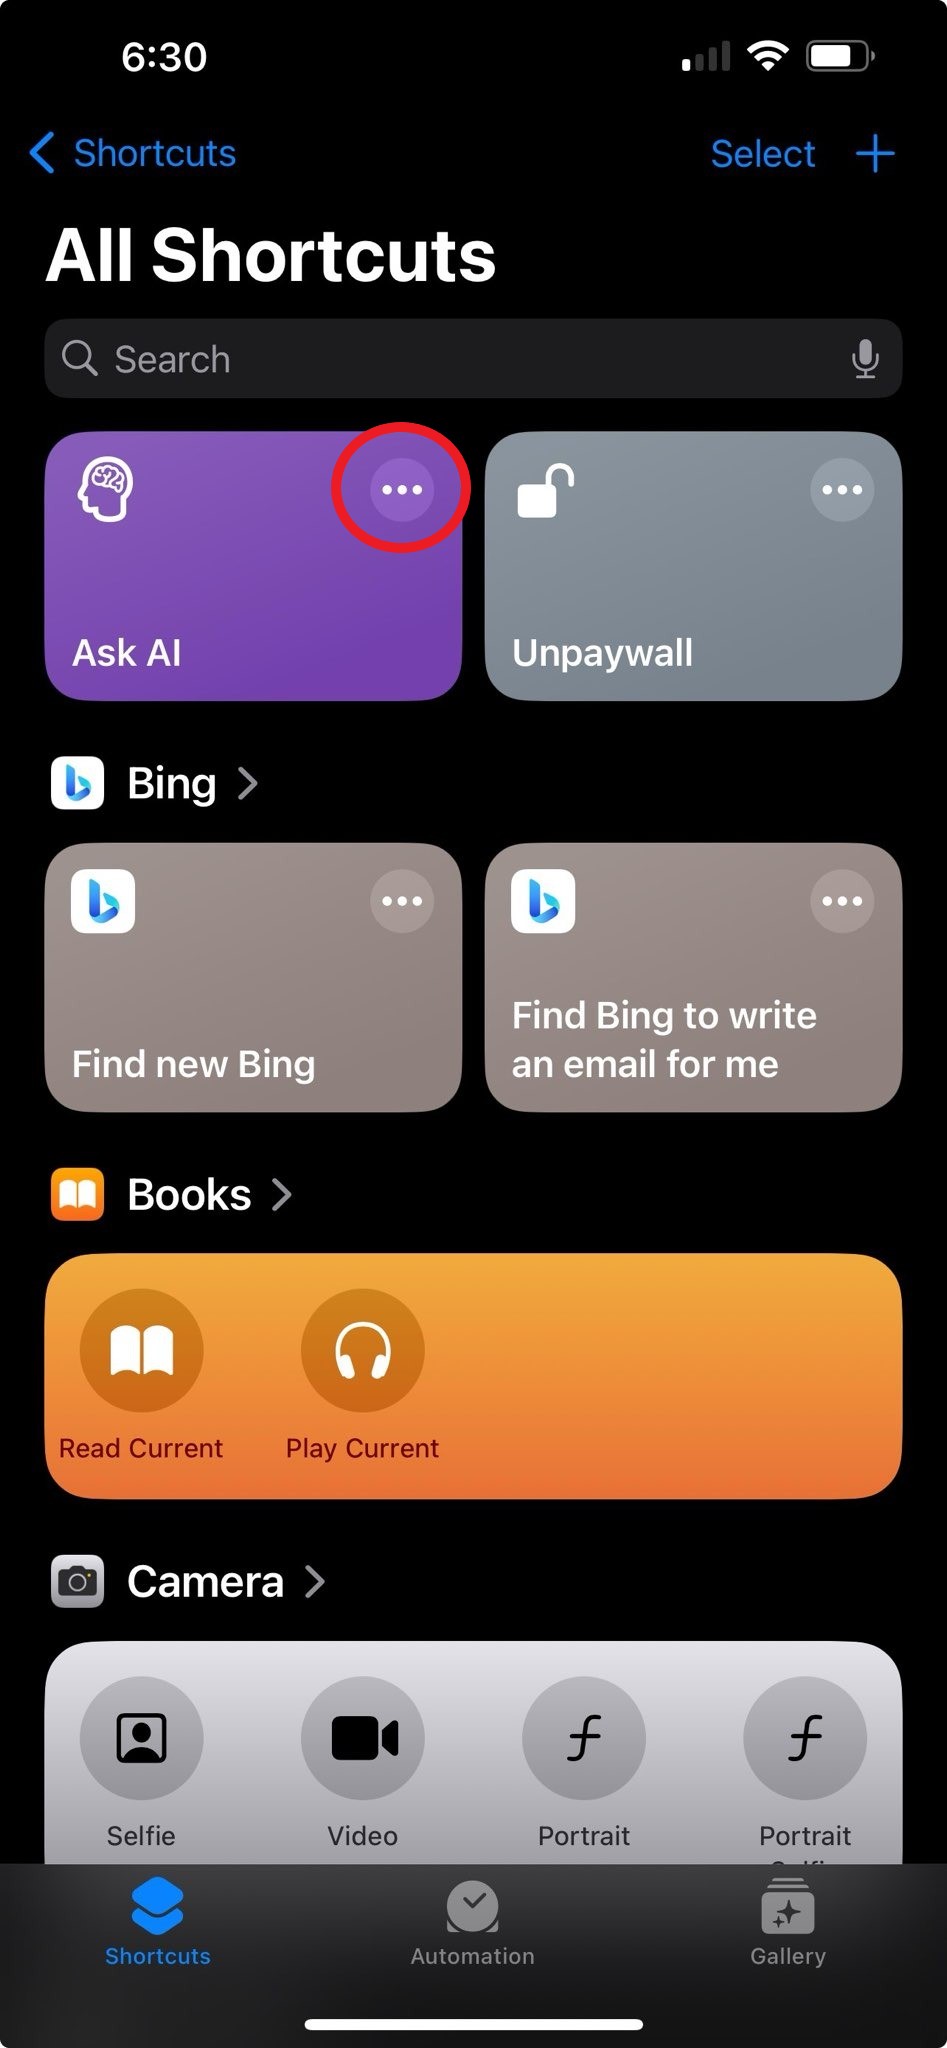 6:30
Shortcuts
Select
All Shortcuts
Search
Ask AI
Unpaywall
Bing
Find new Bing
Find Bing to write
an email for me
Books
Read Current
Play Current
Camera
Selfie
Video
Portrait
Portrait
Shortcuts
Automation
Gallery